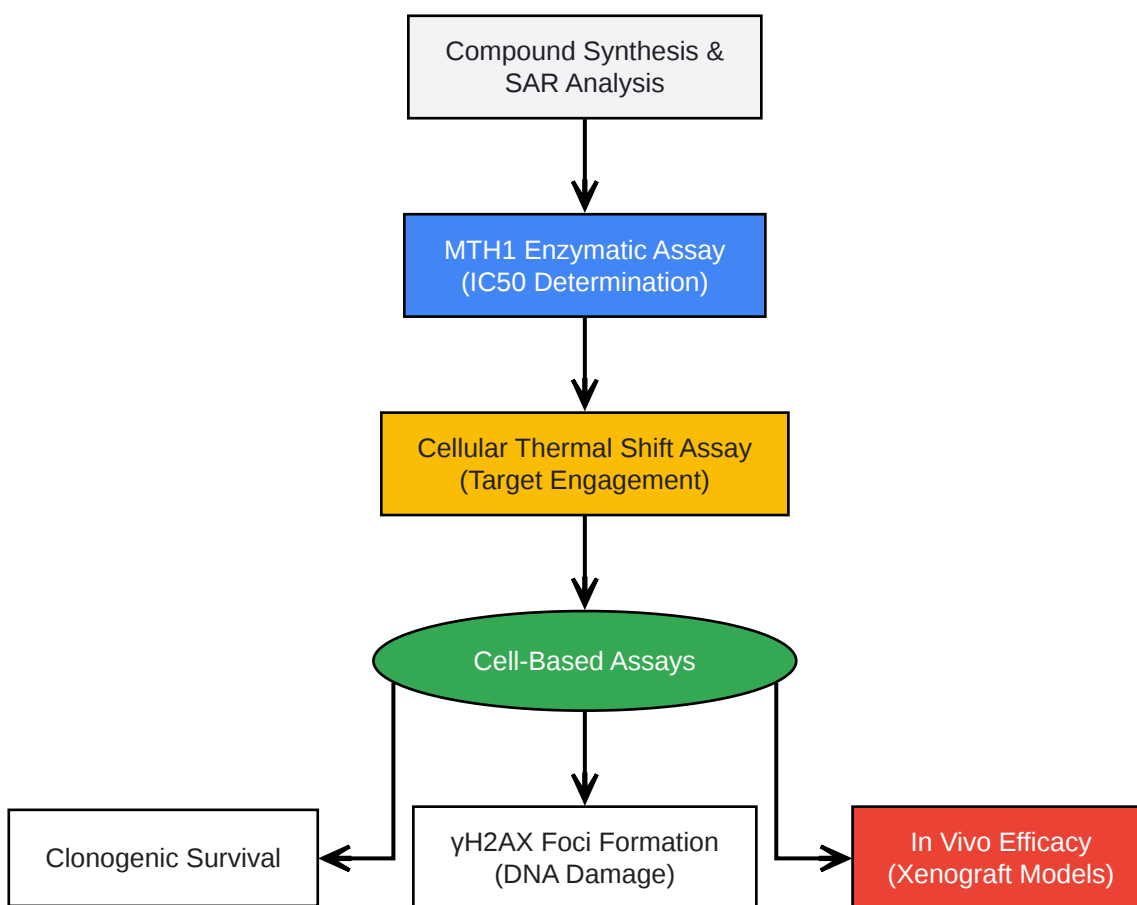 Compound Synthesis &
SAR Analysis
MTH1 Enzymatic Assay
(IC50 Determination)
Cellular Thermal Shift Assay
(Target Engagement)
Cell-Based Assays
Clonogenic Survival
γH2AX Foci Formation
(DNA Damage)
In Vivo Efficacy
(Xenograft Models)